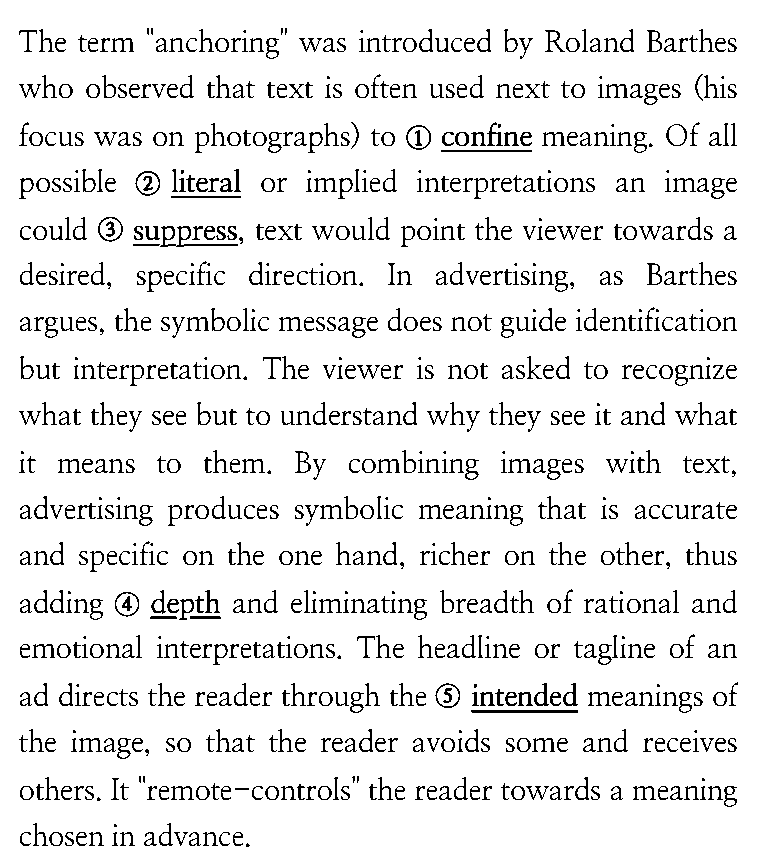 The term "anchoring" was introduced by Roland Barthes
who observed that text is often used next to images (his
focus was on photographs) to ① confine meaning. Of all
possible ② literal or implied interpretations an image
could ③ suppress, text would point the viewer towards a
desired, specific direction. In advertising, as Barthes
argues, the symbolic message does not guide identification
but interpretation. The viewer is not asked to recognize
what they see but to understand why they see it and what
it means to them. By combining images with text,
advertising produces symbolic meaning that is accurate
and specific on the one hand, richer on the other, thus
adding ④ depth and eliminating breadth of rational and
emotional interpretations. The headline or tagline of an
ad directs the reader through the ⑤ intended meanings of
the image, so that the reader avoids some and receives
others. It "remote-controls" the reader towards a meaning
chosen in advance.